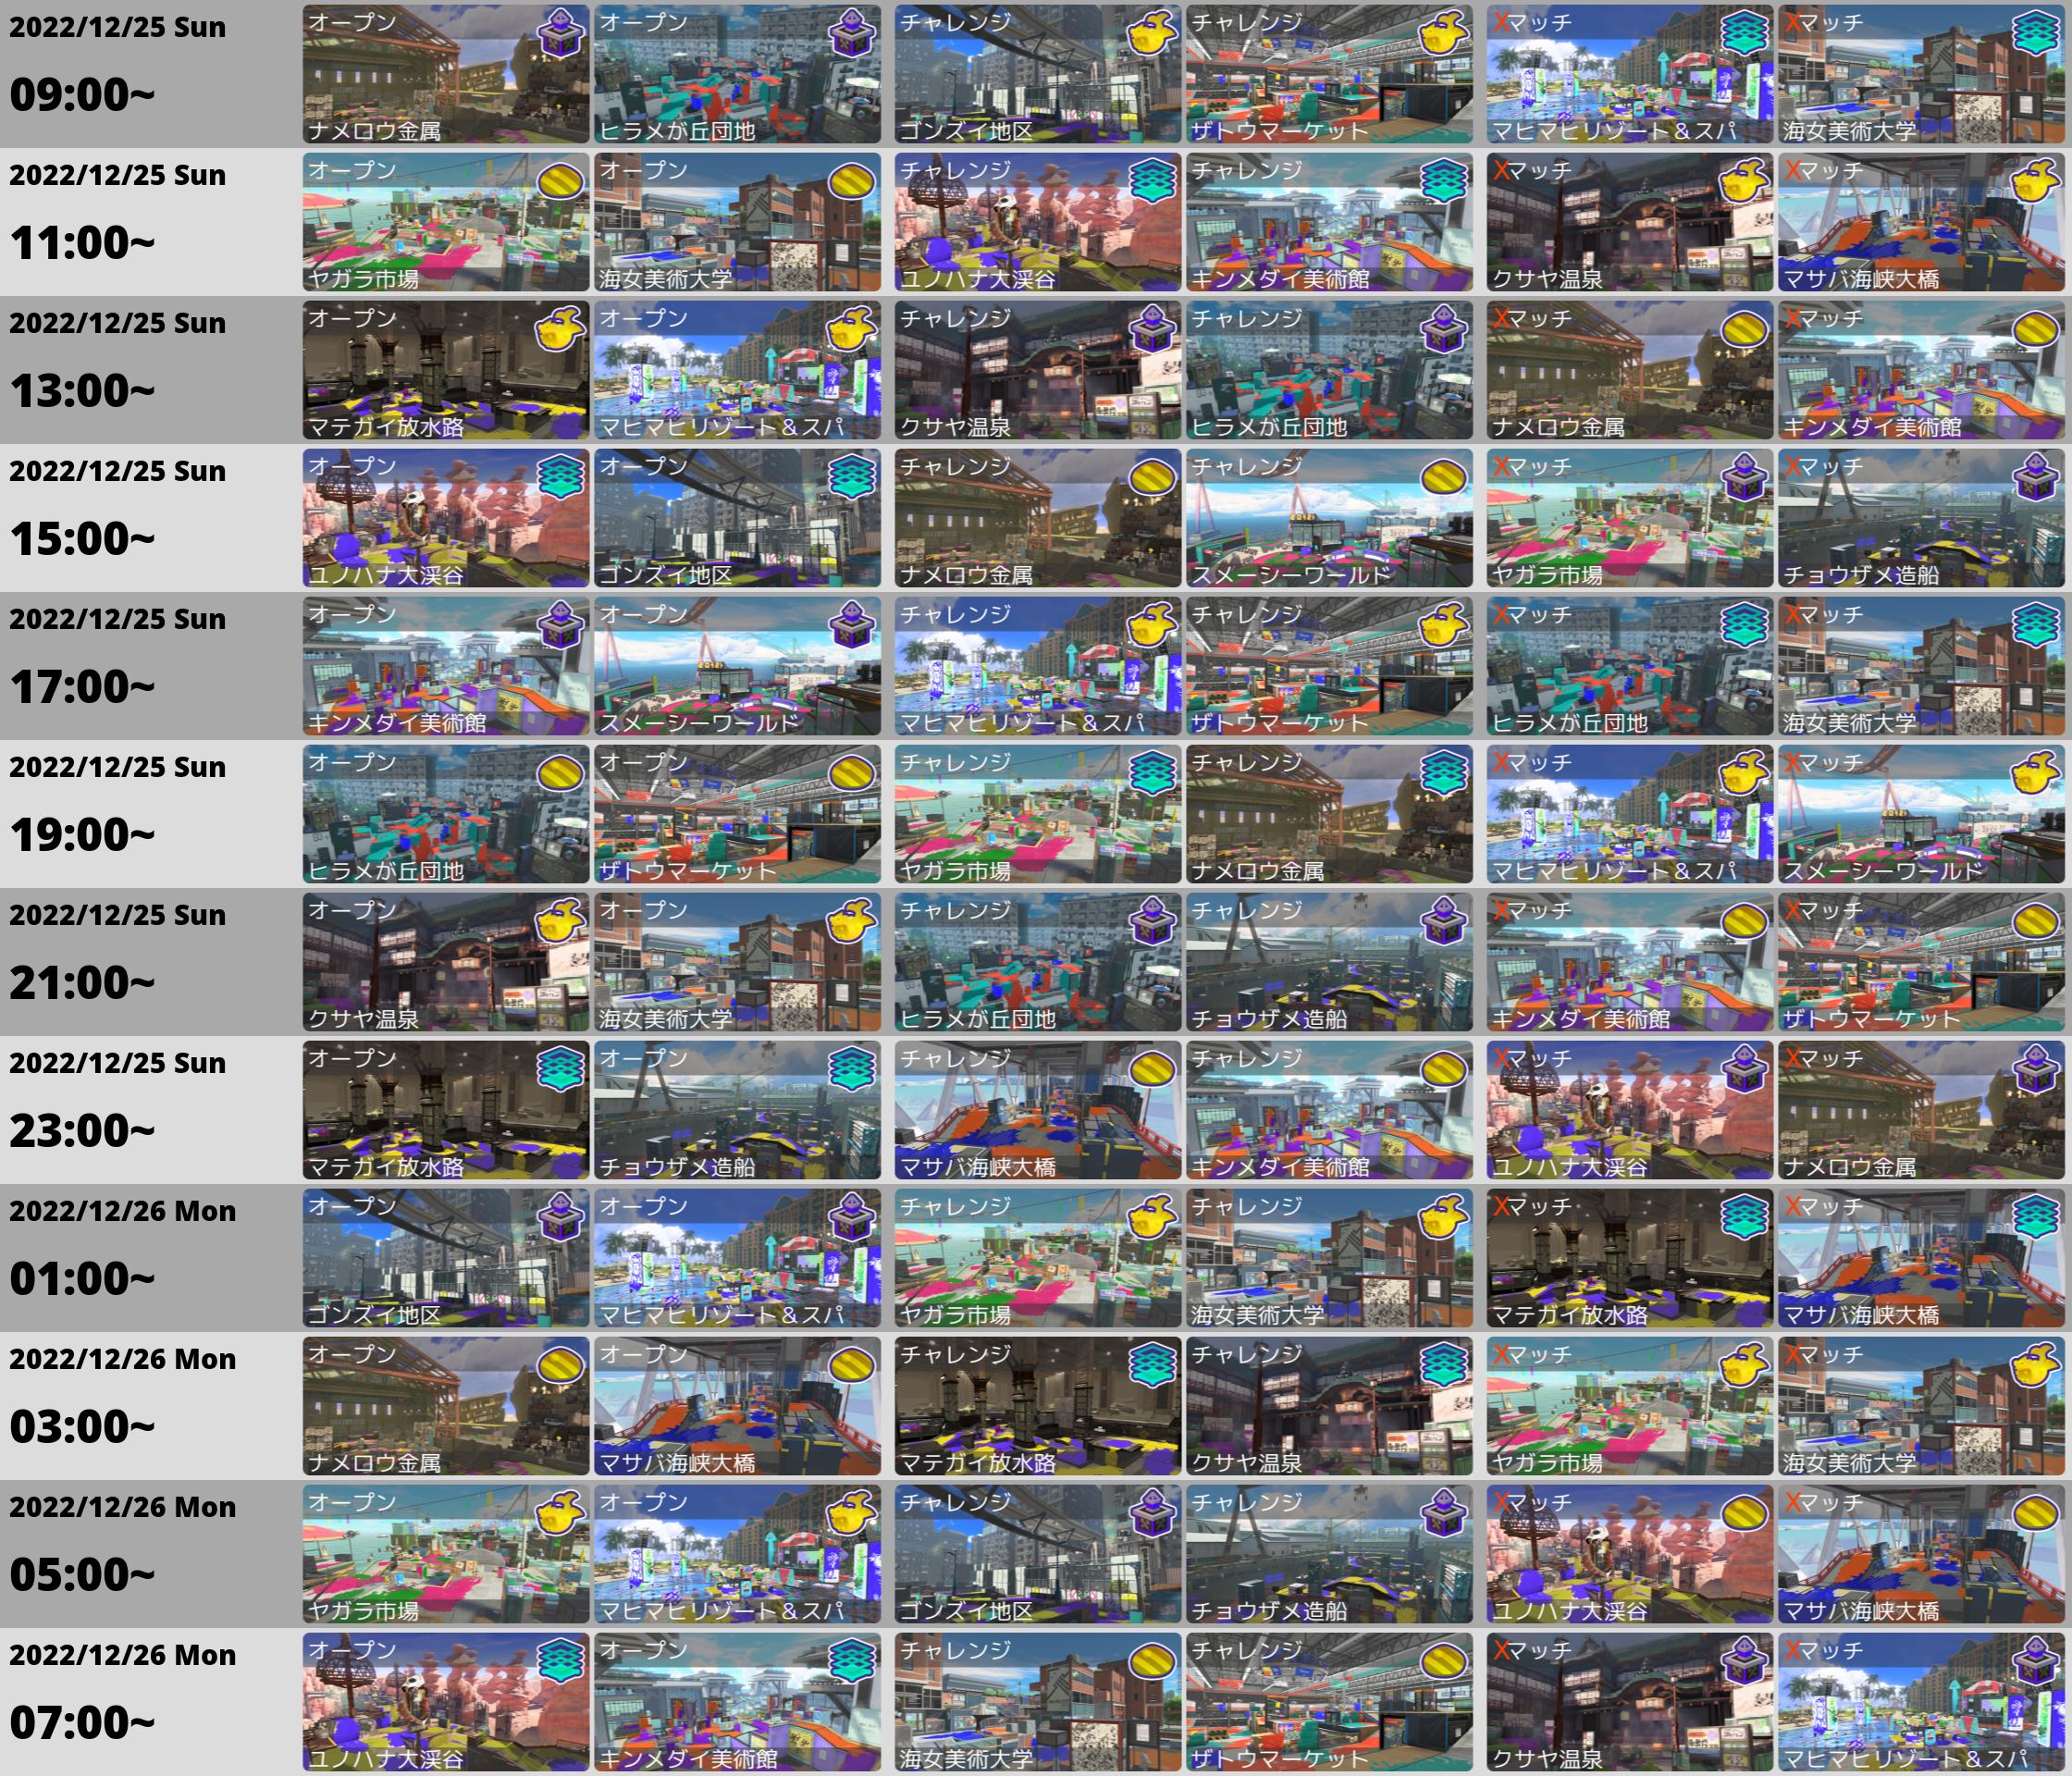 2022/12/25 Sun
09:00~
オープン オープン チャレンジ チャレンジ Xマッチ Xマッチ
ナメロウ金属 ヒラメが丘団地 ゴンズイ地区 ザトウマーケット マヒマヒリゾート＆スパ 海女美術大学
2022/12/25 Sun
11:00~
オープン オープン チャレンジ チャレンジ Xマッチ Xマッチ
ヤガラ市場 海女美術大学 ユノハナ大渓谷 キンメダイ美術館 クサヤ温泉 マサバ海峡大橋
2022/12/25 Sun
13:00~
オープン オープン チャレンジ チャレンジ Xマッチ Xマッチ
マテガイ放水路 マヒマヒリゾート＆スパ クサヤ温泉 ヒラメが丘団地 ナメロウ金属 キンメダイ美術館
2022/12/25 Sun
15:00~
オープン オープン チャレンジ チャレンジ Xマッチ Xマッチ
ユノハナ大渓谷 ゴンズイ地区 ナメロウ金属 スメーシーワールド ヤガラ市場 チョウザメ造船
2022/12/25 Sun
17:00~
オープン オープン チャレンジ チャレンジ Xマッチ Xマッチ
キンメダイ美術館 スメーシーワールド マヒマヒリゾート＆スパ ザトウマーケット ヒラメが丘団地 海女美術大学
2022/12/25 Sun
19:00~
オープン オープン チャレンジ チャレンジ Xマッチ Xマッチ
ヒラメが丘団地 ザトウマーケット ヤガラ市場 ナメロウ金属 マヒマヒリゾート＆スパ スメーシーワールド
2022/12/25 Sun
21:00~
オープン オープン チャレンジ チャレンジ Xマッチ Xマッチ
クサヤ温泉 海女美術大学 ヒラメが丘団地 チョウザメ造船 キンメダイ美術館 ザトウマーケット
2022/12/25 Sun
23:00~
オープン オープン チャレンジ チャレンジ Xマッチ Xマッチ
マテガイ放水路 チョウザメ造船 マサバ海峡大橋 キンメダイ美術館 ユノハナ大渓谷 ナメロウ金属
2022/12/26 Mon
01:00~
オープン オープン チャレンジ チャレンジ Xマッチ Xマッチ
ゴンズイ地区 マヒマヒリゾート＆スパ ヤガラ市場 海女美術大学 マテガイ放水路 マサバ海峡大橋
2022/12/26 Mon
03:00~
オープン オープン チャレンジ チャレンジ Xマッチ Xマッチ
ナメロウ金属 マサバ海峡大橋 マテガイ放水路 クサヤ温泉 ヤガラ市場 海女美術大学
2022/12/26 Mon
05:00~
オープン オープン チャレンジ チャレンジ Xマッチ Xマッチ
ヤガラ市場 マヒマヒリゾート＆スパ ゴンズイ地区 チョウザメ造船 ユノハナ大渓谷 マサバ海峡大橋
2022/12/26 Mon
07:00~
オープン オープン チャレンジ チャレンジ Xマッチ Xマッチ
ユノハナ大渓谷 キンメダイ美術館 海女美術大学 ザトウマーケット クサヤ温泉 マヒマヒリゾート＆スパ